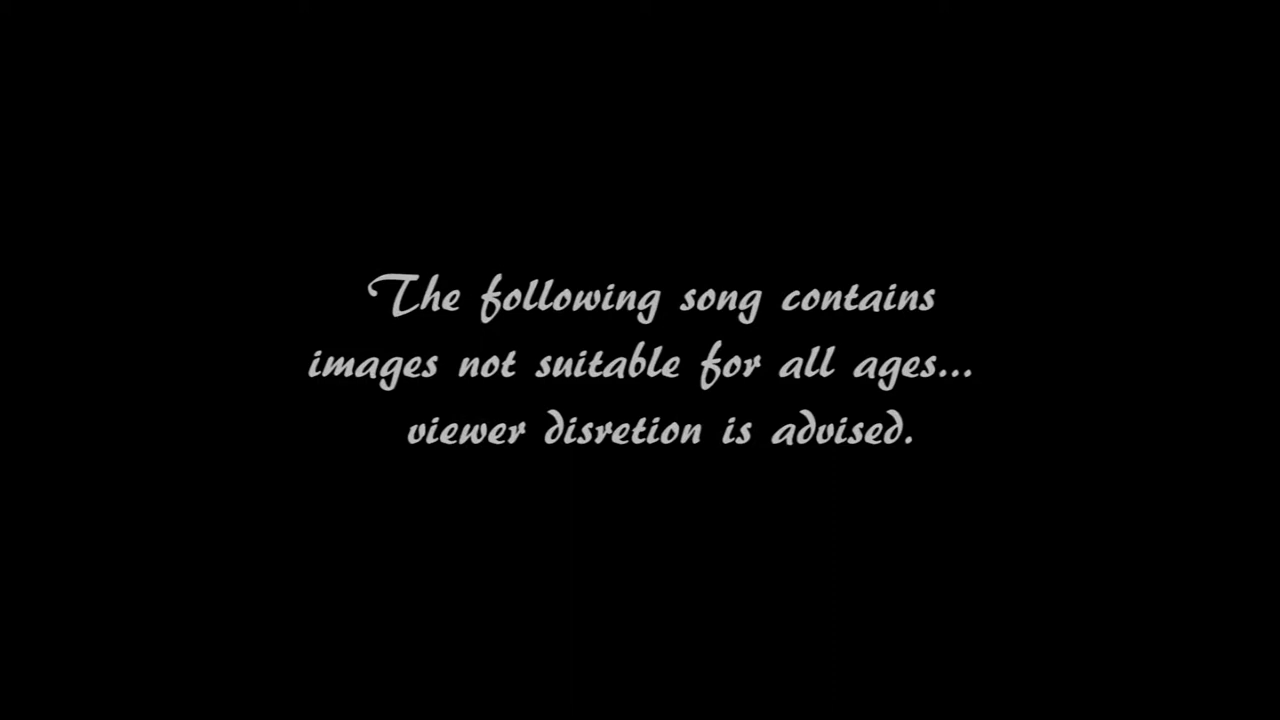 The following song contains
images not suitable for all ages...
viewer disretion is advised.